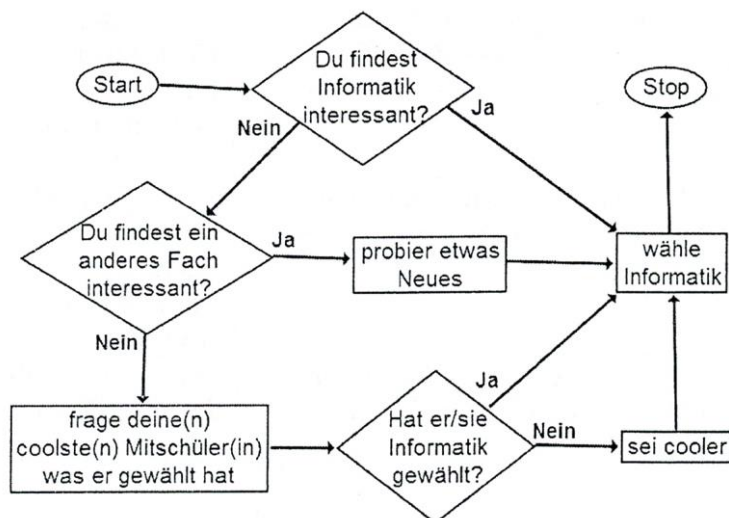 Start
Du findest
Informatik
interessant?
Stop
Nein
Ja
Du findest ein
anderes Fach
interessant?
Ja
probier etwas
Neues
wähle
Informatik
Nein
frage deine(n)
coolste(n) Mitschüler(in)
was er gewählt hat
Hat er/sie
Informatik
gewählt?
Ja
Nein
sei cooler